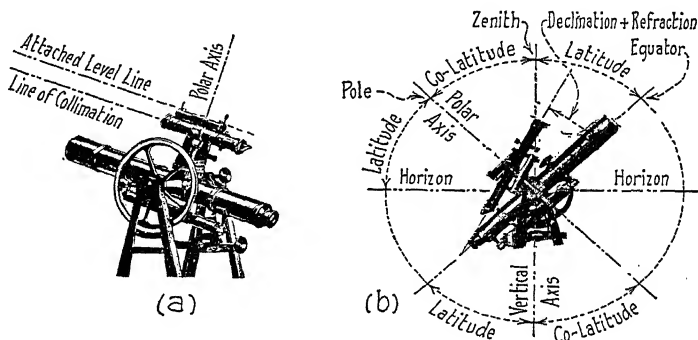 Attached Level Line
Line of Collimation
Polar Axis
(a)
Zenith
Declination + Refraction
Equator
Co-Latitude
Latitude
Pole
Polar
Axis
Latitude
Horizon
Horizon
Vertical
Axis
(b)
Latitude
Co-Latitude